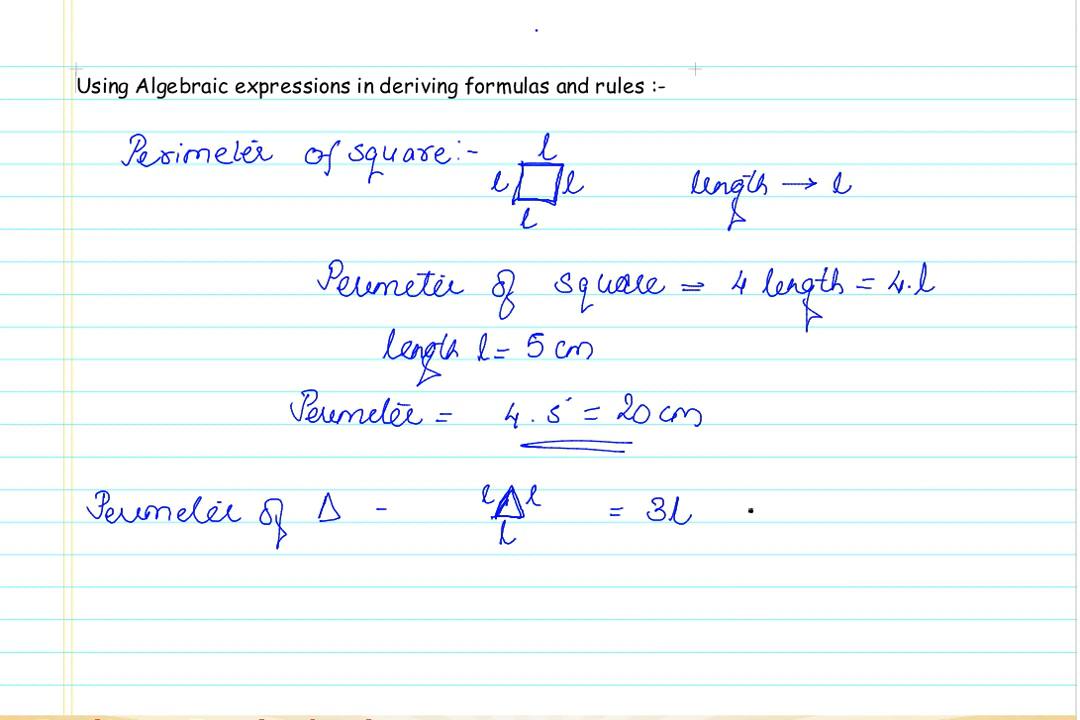 Using Algebraic expressions in deriving formulas and rules :-
Perimeter of square :- l
l l length → l
l
Perimeter of square = 4 length = 4.l
length l = 5 cm
Perimeter = 4 . 5 = 20 cm
Perimeter of Δ - l l = 3l
l